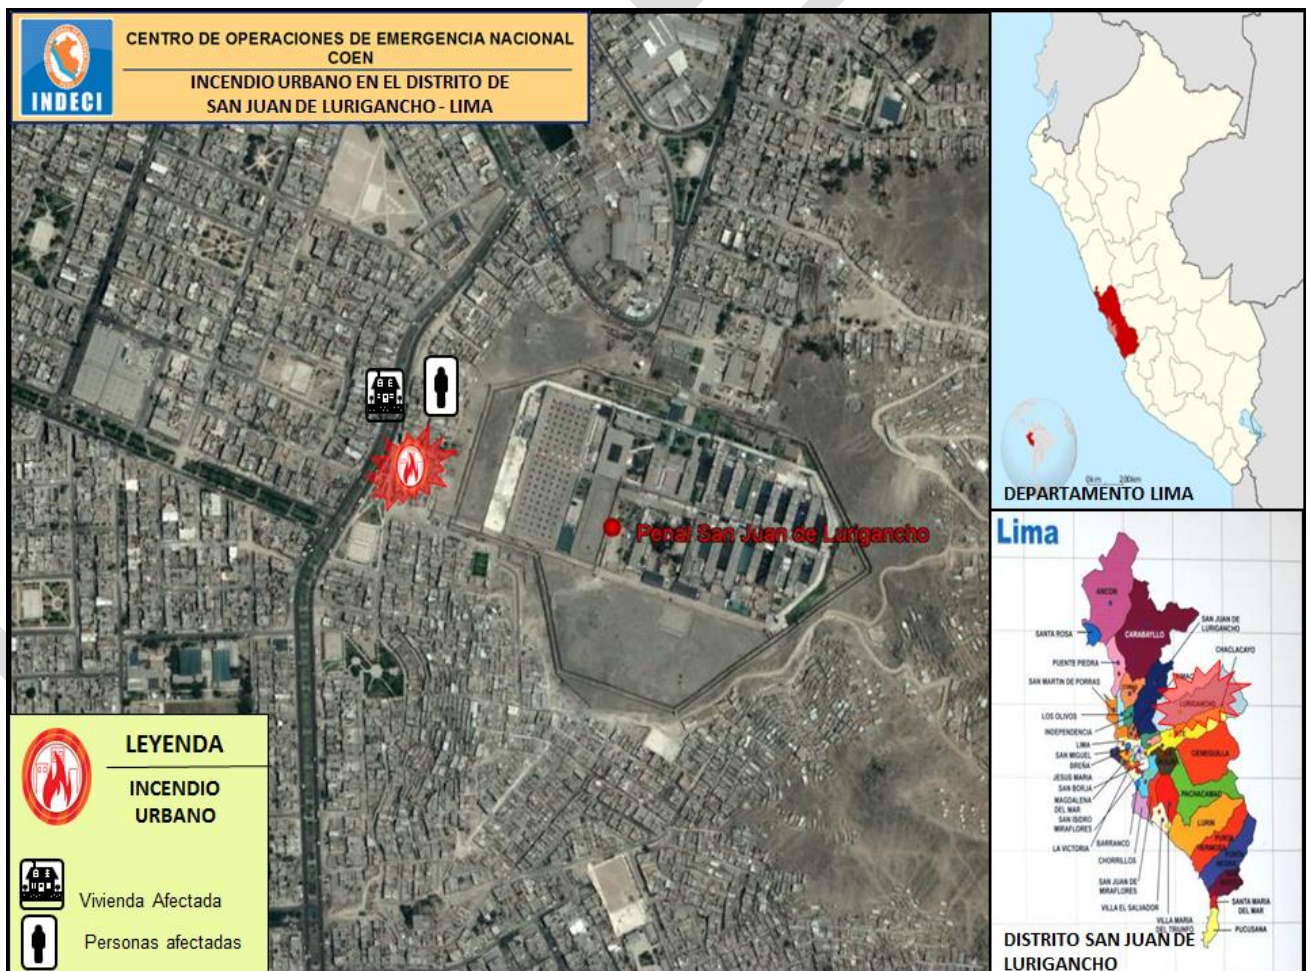 INDECI
CENTRO DE OPERACIONES DE EMERGENCIA NACIONAL
COEN
INCENDIO URBANO EN EL DISTRITO DE
SAN JUAN DE LURIGANCHO - LIMA
Penal San Juan de Lurigancho
LEYENDA
INCENDIO
URBANO
Vivienda Afectada
Personas afectadas
0km 200km
DEPARTAMENTO LIMA
Lima
ANCON
SANTA ROSA
CARABAYLLO
SAN JUAN DE
LURIGANCHO
CHACLACAYO
PUENTE PIEDRA
SAN MARTIN DE PORRAS
LURIGANCHO
LOS OLIVOS
INDEPENDENCIA
LIMA
SAN MIGUEL
BREÑA
CIENEGUILLA
JESUS MARIA
SAN BORJA
MAGDALENA
DEL MAR
SAN ISIDRO
MIRAFLORES
LA VICTORIA
PACHACAMAC
LURIN
BARRANCO
CHORRILLOS
PUNTA
HERMOSA
PUNTA
NEGRA
SAN JUAN DE
MIRAFLORES
VILLA EL SALVADOR
VILLA MARIA
DEL TRIUNFO
SANTA MARIA
DEL MAR
PUCUSANA
DISTRITO SAN JUAN DE
LURIGANCHO